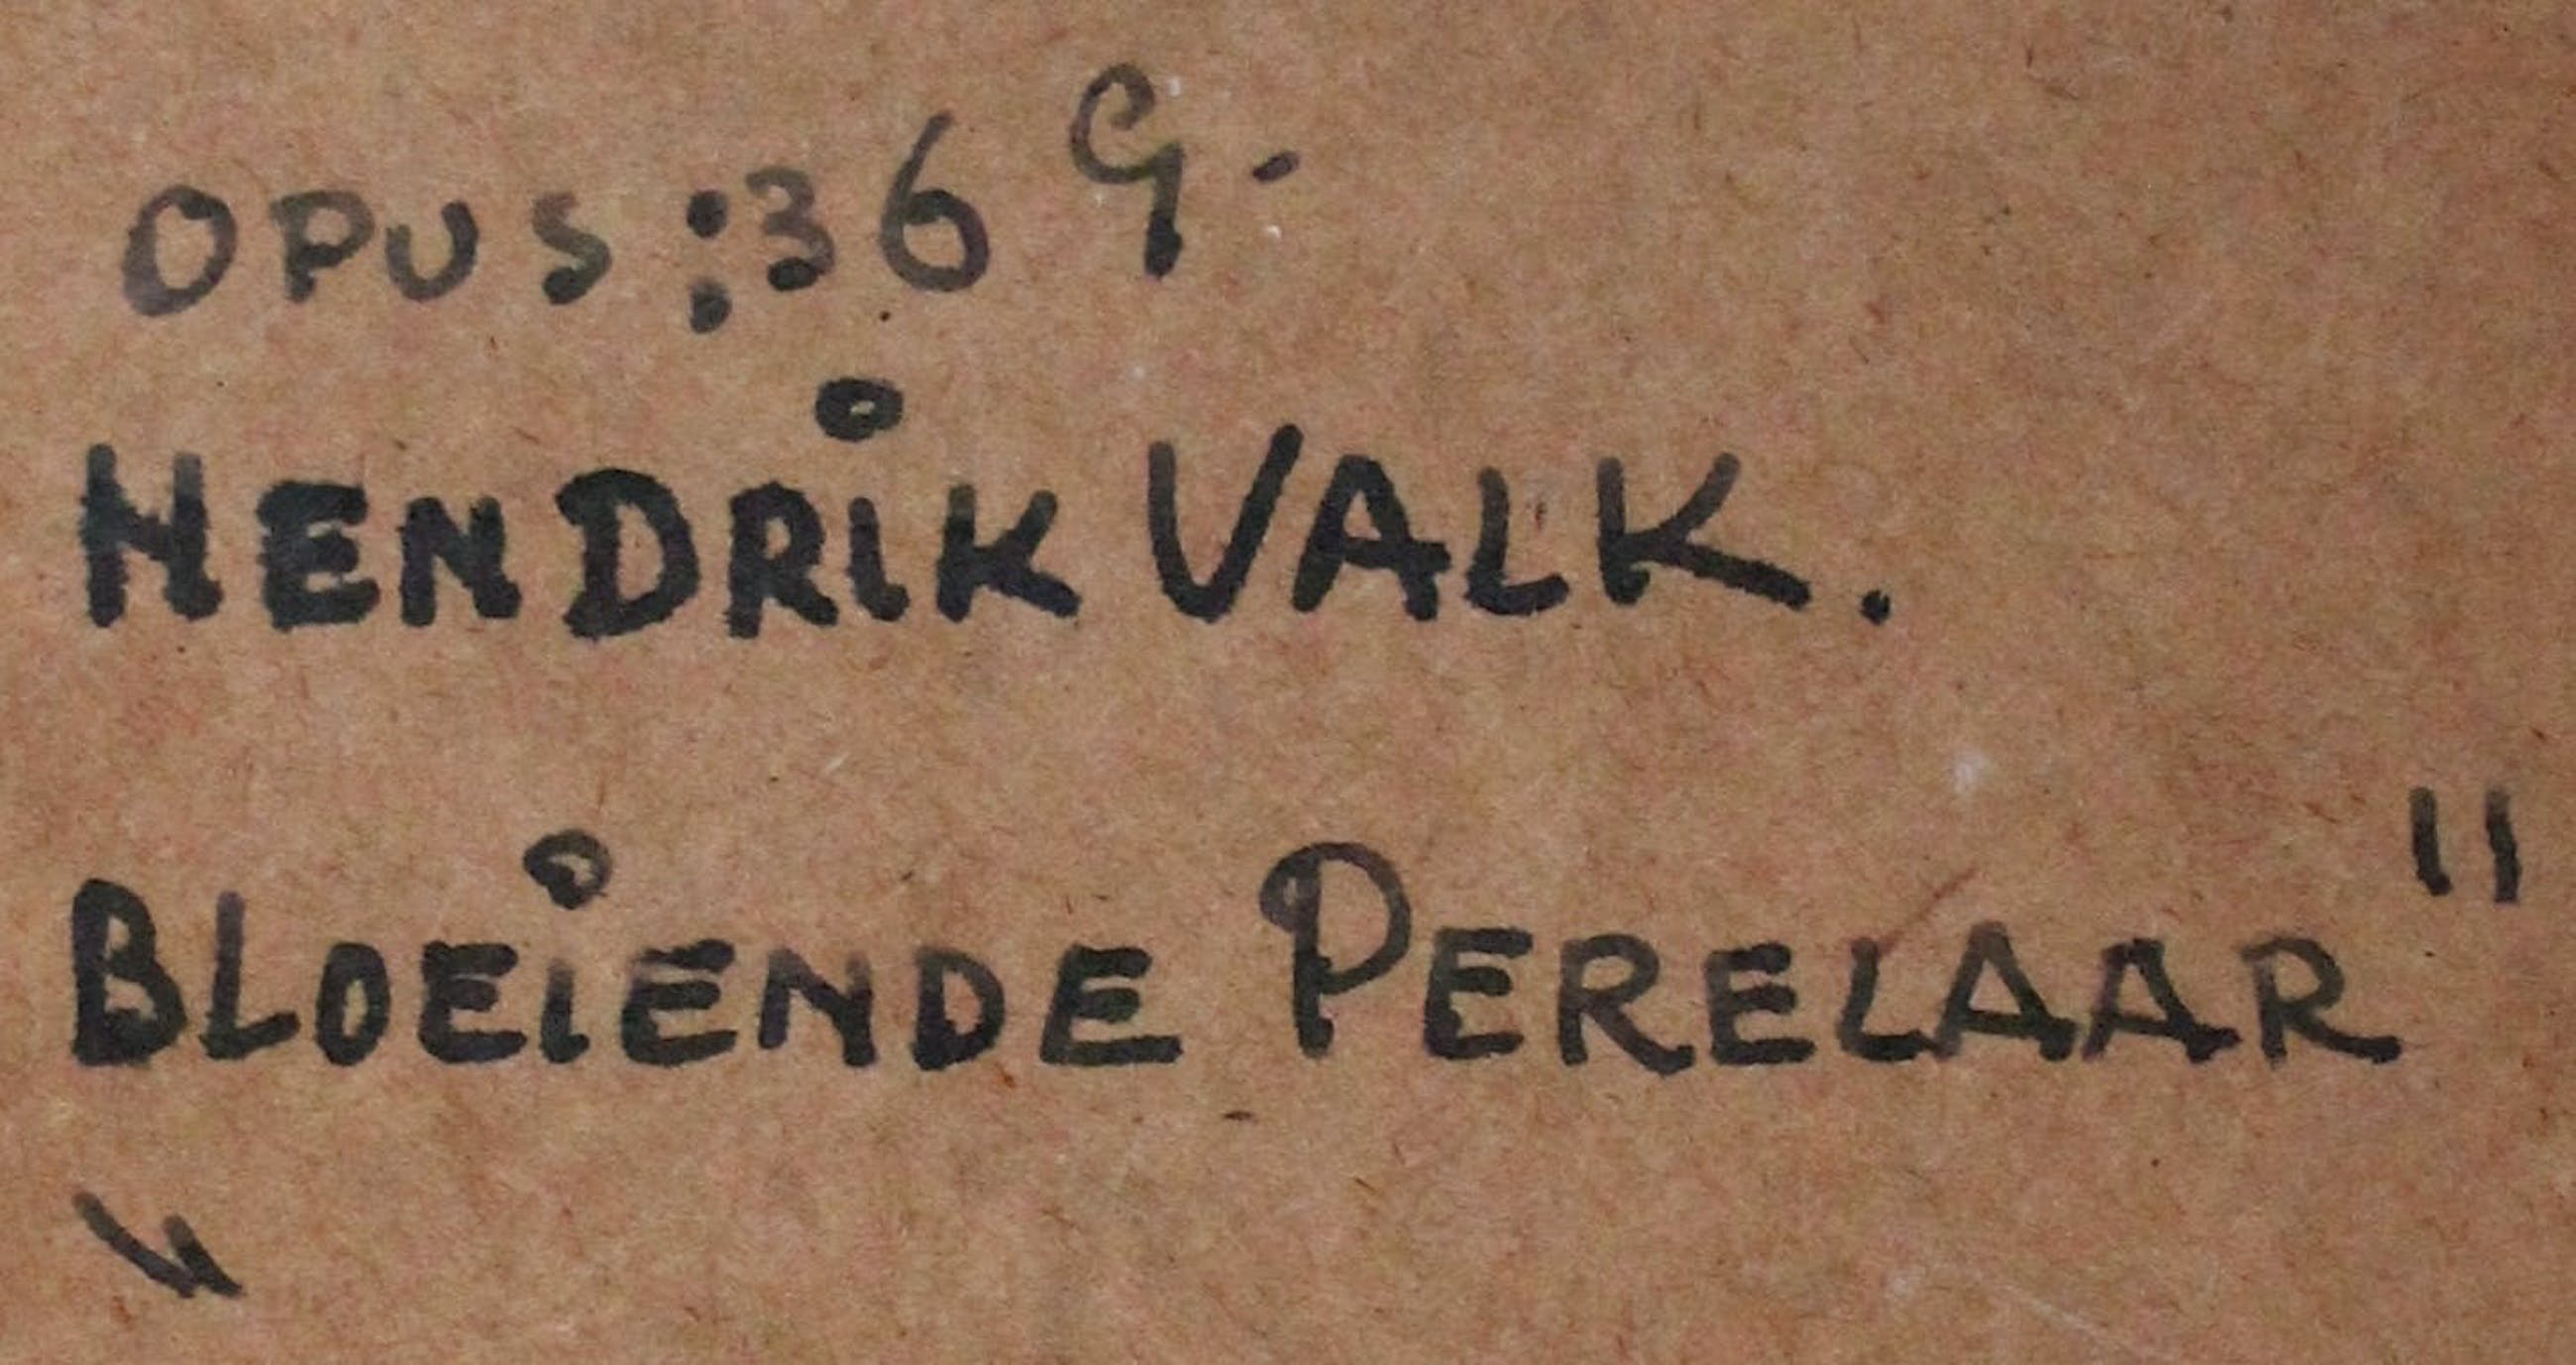 OPUS:369.
HENDRiK VALK.
BLOEiENDE PERELAAR"
„